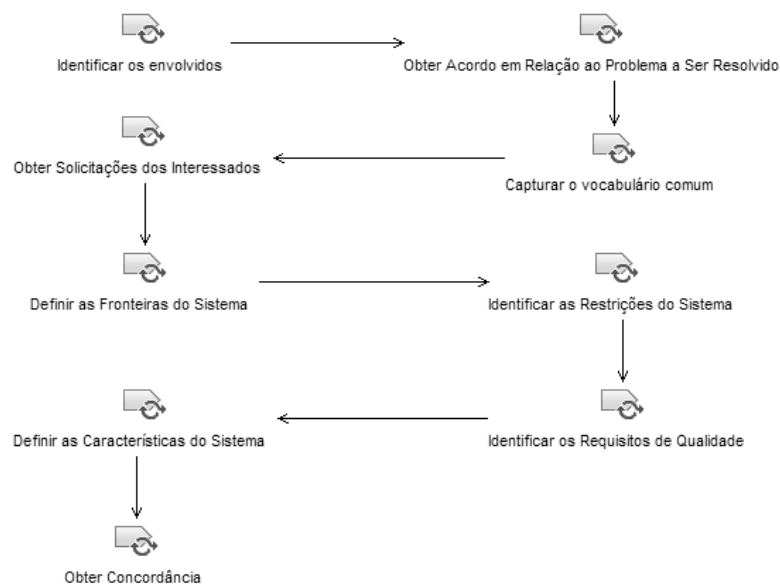 Identificar os envolvidos
Obter Acordo em Relação ao Problema a Ser Resolvido
Capturar o vocabulário comum
Obter Solicitações dos Interessados
Definir as Fronteiras do Sistema
Identificar as Restrições do Sistema
Identificar os Requisitos de Qualidade
Definir as Características do Sistema
Obter Concordância